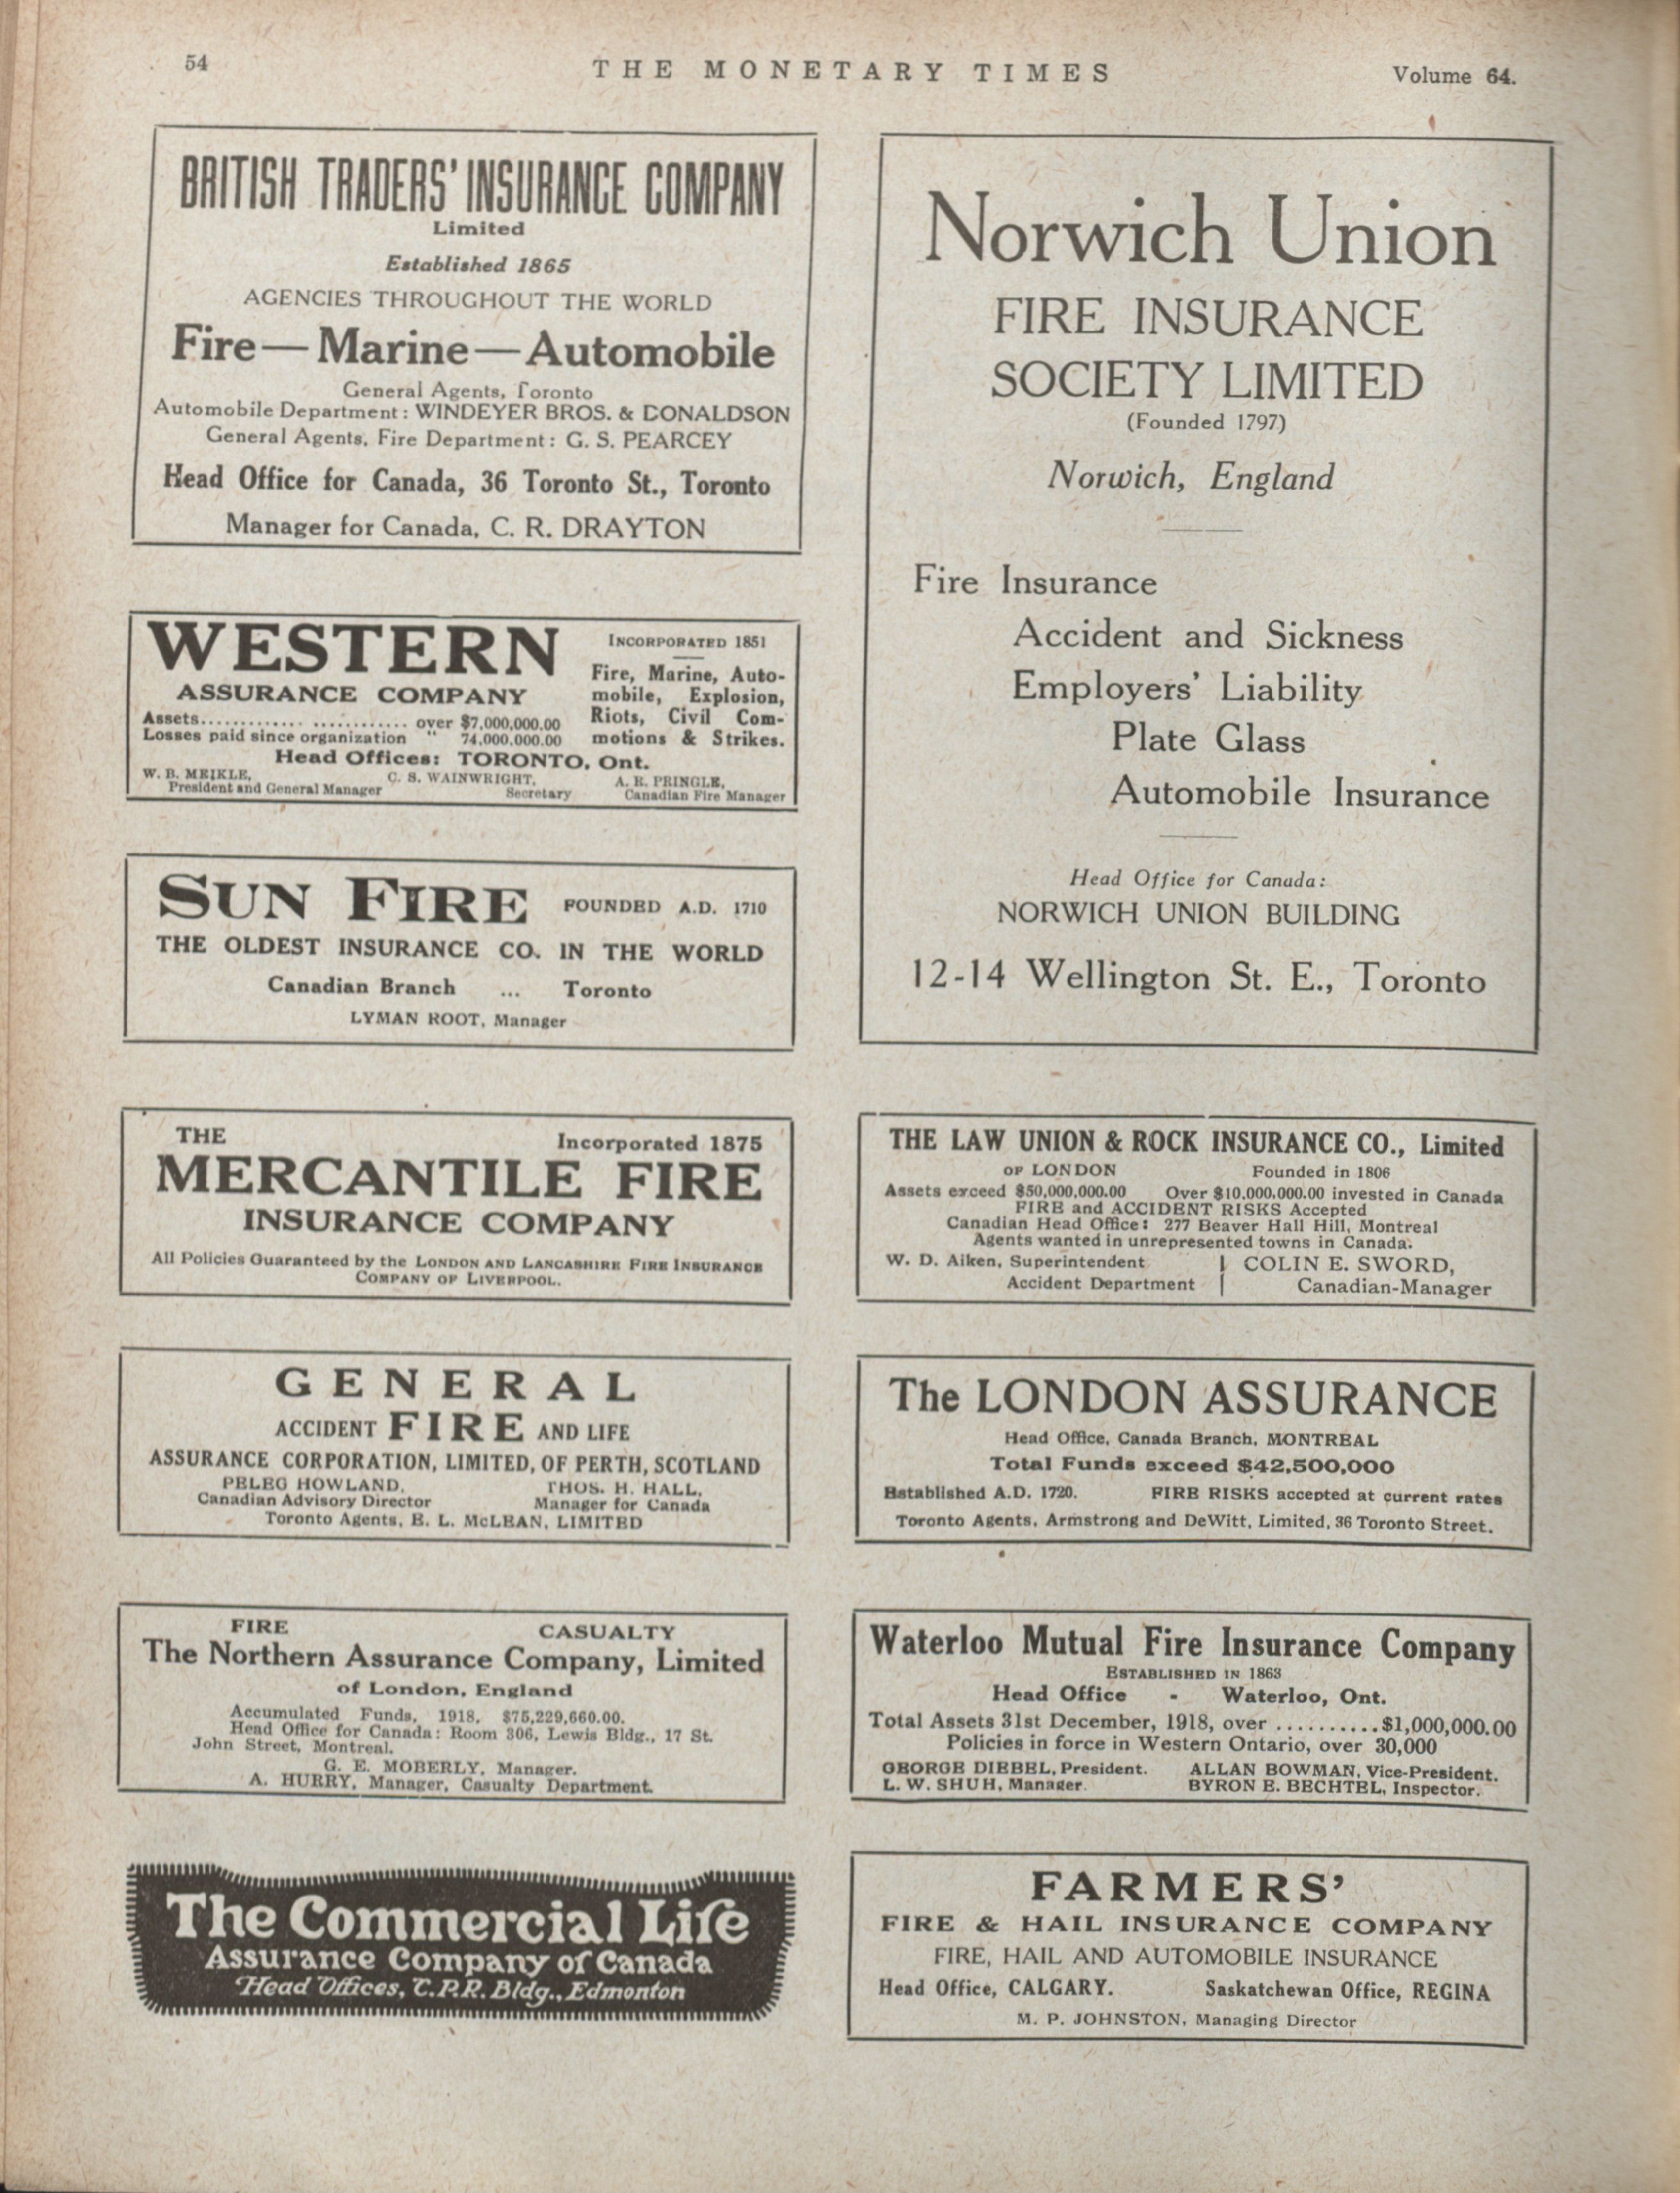 54
THE MONETARY TIMES
Volume 64.
BRITISH TRADERS' INSURANCE COMPANY
Limited
Established 1865
AGENCIES THROUGHOUT THE WORLD
Fire—Marine—Automobile
General Agents, Toronto
Automobile Department: WINDEYER BROS. & DONALDSON
General Agents, Fire Department: G. S. PEARCEY
Head Office for Canada, 36 Toronto St., Toronto
Manager for Canada, C. R. DRAYTON
WESTERN
ASSURANCE COMPANY
INCORPORATED 1851
Fire, Marine, Auto-
mobile, Explosion,
Riots, Civil Com-
motions & Strikes.
Assets............. ............ over $7,000,000.00
Losses paid since organization " 74,000,000.00
Head Offices: TORONTO, Ont.
W. B. MEIKLE,
President and General Manager
C. S. WAINWRIGHT,
Secretary
A. R. PRINGLE,
Canadian Fire Manager
SUN FIRE
FOUNDED A.D. 1710
THE OLDEST INSURANCE CO. IN THE WORLD
Canadian Branch ... Toronto
LYMAN ROOT, Manager
THE
Incorporated 1875
MERCANTILE FIRE
INSURANCE COMPANY
All Policies Guaranteed by the LONDON AND LANCASHIRE FIRE INSURANCE
COMPANY OF LIVERPOOL.
GENERAL
ACCIDENT FIRE AND LIFE
ASSURANCE CORPORATION, LIMITED, OF PERTH, SCOTLAND
PELEG HOWLAND,
Canadian Advisory Director
THOS. H. HALL,
Manager for Canada
Toronto Agents, E. L. McLEAN, LIMITED
FIRE CASUALTY
The Northern Assurance Company, Limited
of London, England
Accumulated Funds, 1918, $75,229,660.00.
Head Office for Canada: Room 306, Lewis Bldg., 17 St.
John Street, Montreal.
G. E. MOBERLY, Manager.
A. HURRY, Manager, Casualty Department.
The Commercial Life
Assurance Company of Canada
Head Offices, C.P.R. Bldg., Edmonton
Norwich Union
FIRE INSURANCE
SOCIETY LIMITED
(Founded 1797)
Norwich, England
Fire Insurance
Accident and Sickness
Employers' Liability
Plate Glass
Automobile Insurance
Head Office for Canada:
NORWICH UNION BUILDING
12-14 Wellington St. E., Toronto
THE LAW UNION & ROCK INSURANCE CO., Limited
OF LONDON Founded in 1806
Assets exceed $50,000,000.00 Over $10,000,000.00 invested in Canada
FIRE and ACCIDENT RISKS Accepted
Canadian Head Office: 277 Beaver Hall Hill, Montreal
Agents wanted in unrepresented towns in Canada.
W. D. Aiken, Superintendent
Accident Department
COLIN E. SWORD,
Canadian-Manager
The LONDON ASSURANCE
Head Office, Canada Branch, MONTREAL
Total Funds exceed $42,500,000
Established A.D. 1720. FIRE RISKS accepted at current rates
Toronto Agents, Armstrong and DeWitt, Limited, 36 Toronto Street.
Waterloo Mutual Fire Insurance Company
ESTABLISHED IN 1863
Head Office - Waterloo, Ont.
Total Assets 31st December, 1918, over ..........$1,000,000.00
Policies in force in Western Ontario, over 30,000
GEORGE DIEBEL, President. ALLAN BOWMAN, Vice-President.
L. W. SHUH, Manager. BYRON E. BECHTEL, Inspector.
FARMERS'
FIRE & HAIL INSURANCE COMPANY
FIRE, HAIL AND AUTOMOBILE INSURANCE
Head Office, CALGARY. Saskatchewan Office, REGINA
M. P. JOHNSTON, Managing Director